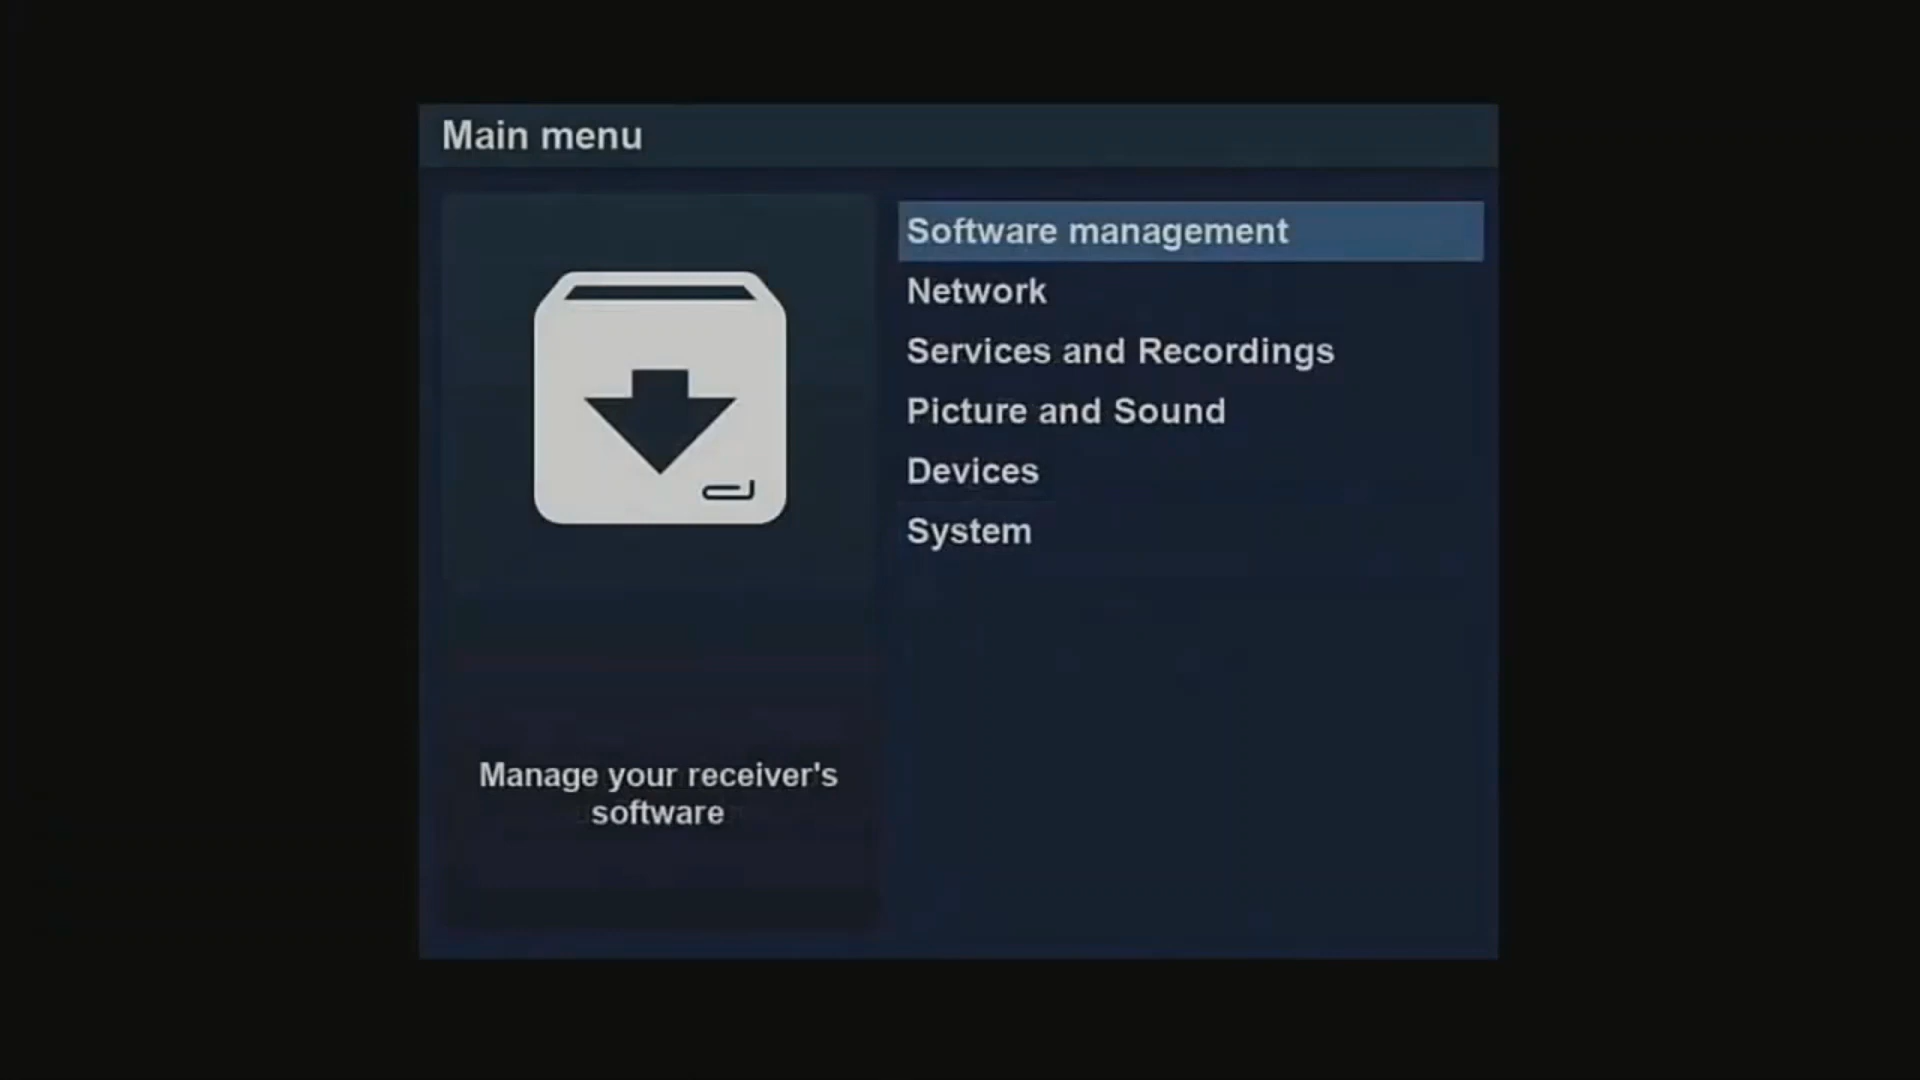 Main menu
Software management
Network
Services and Recordings
Picture and Sound
Devices
System
Manage your receiver's
software